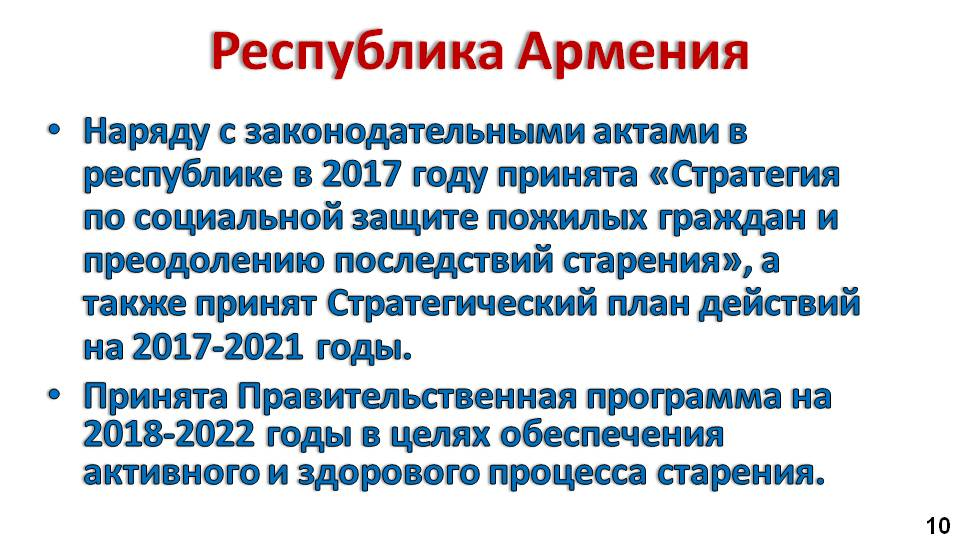 Республика Армения
• Наряду с законодательными актами в
республике в 2017 году принята «Стратегия
по социальной защите пожилых граждан и
преодолению последствий старения», а
также принят Стратегический план действий
на 2017-2021 годы.
• Принята Правительственная программа на
2018-2022 годы в целях обеспечения
активного и здорового процесса старения.
10